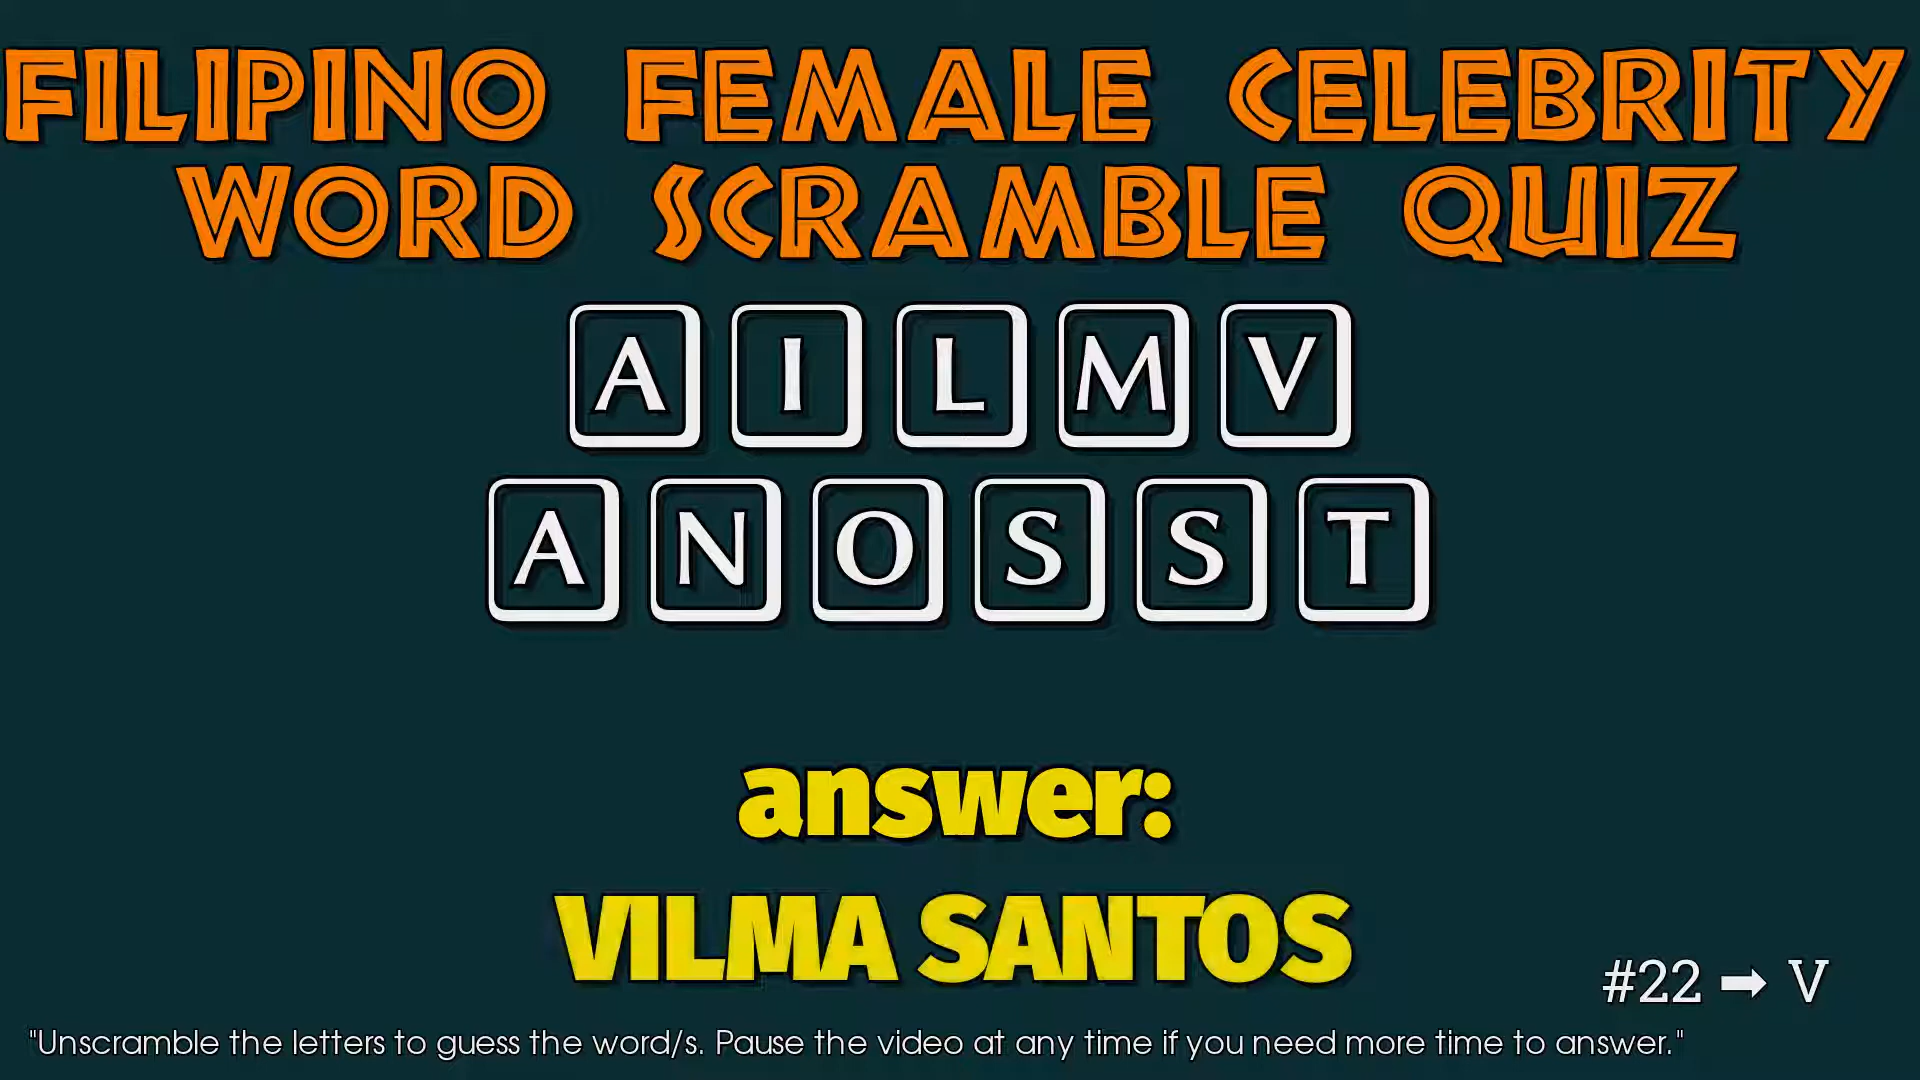 FILIPINO FEMALE CELEBRITY
WORD SCRAMBLE QUIZ
A I L M V
A N O S S T
answer:
VILMA SANTOS
#22 ➡ V
"Unscramble the letters to guess the word/s. Pause the video at any time if you need more time to answer."